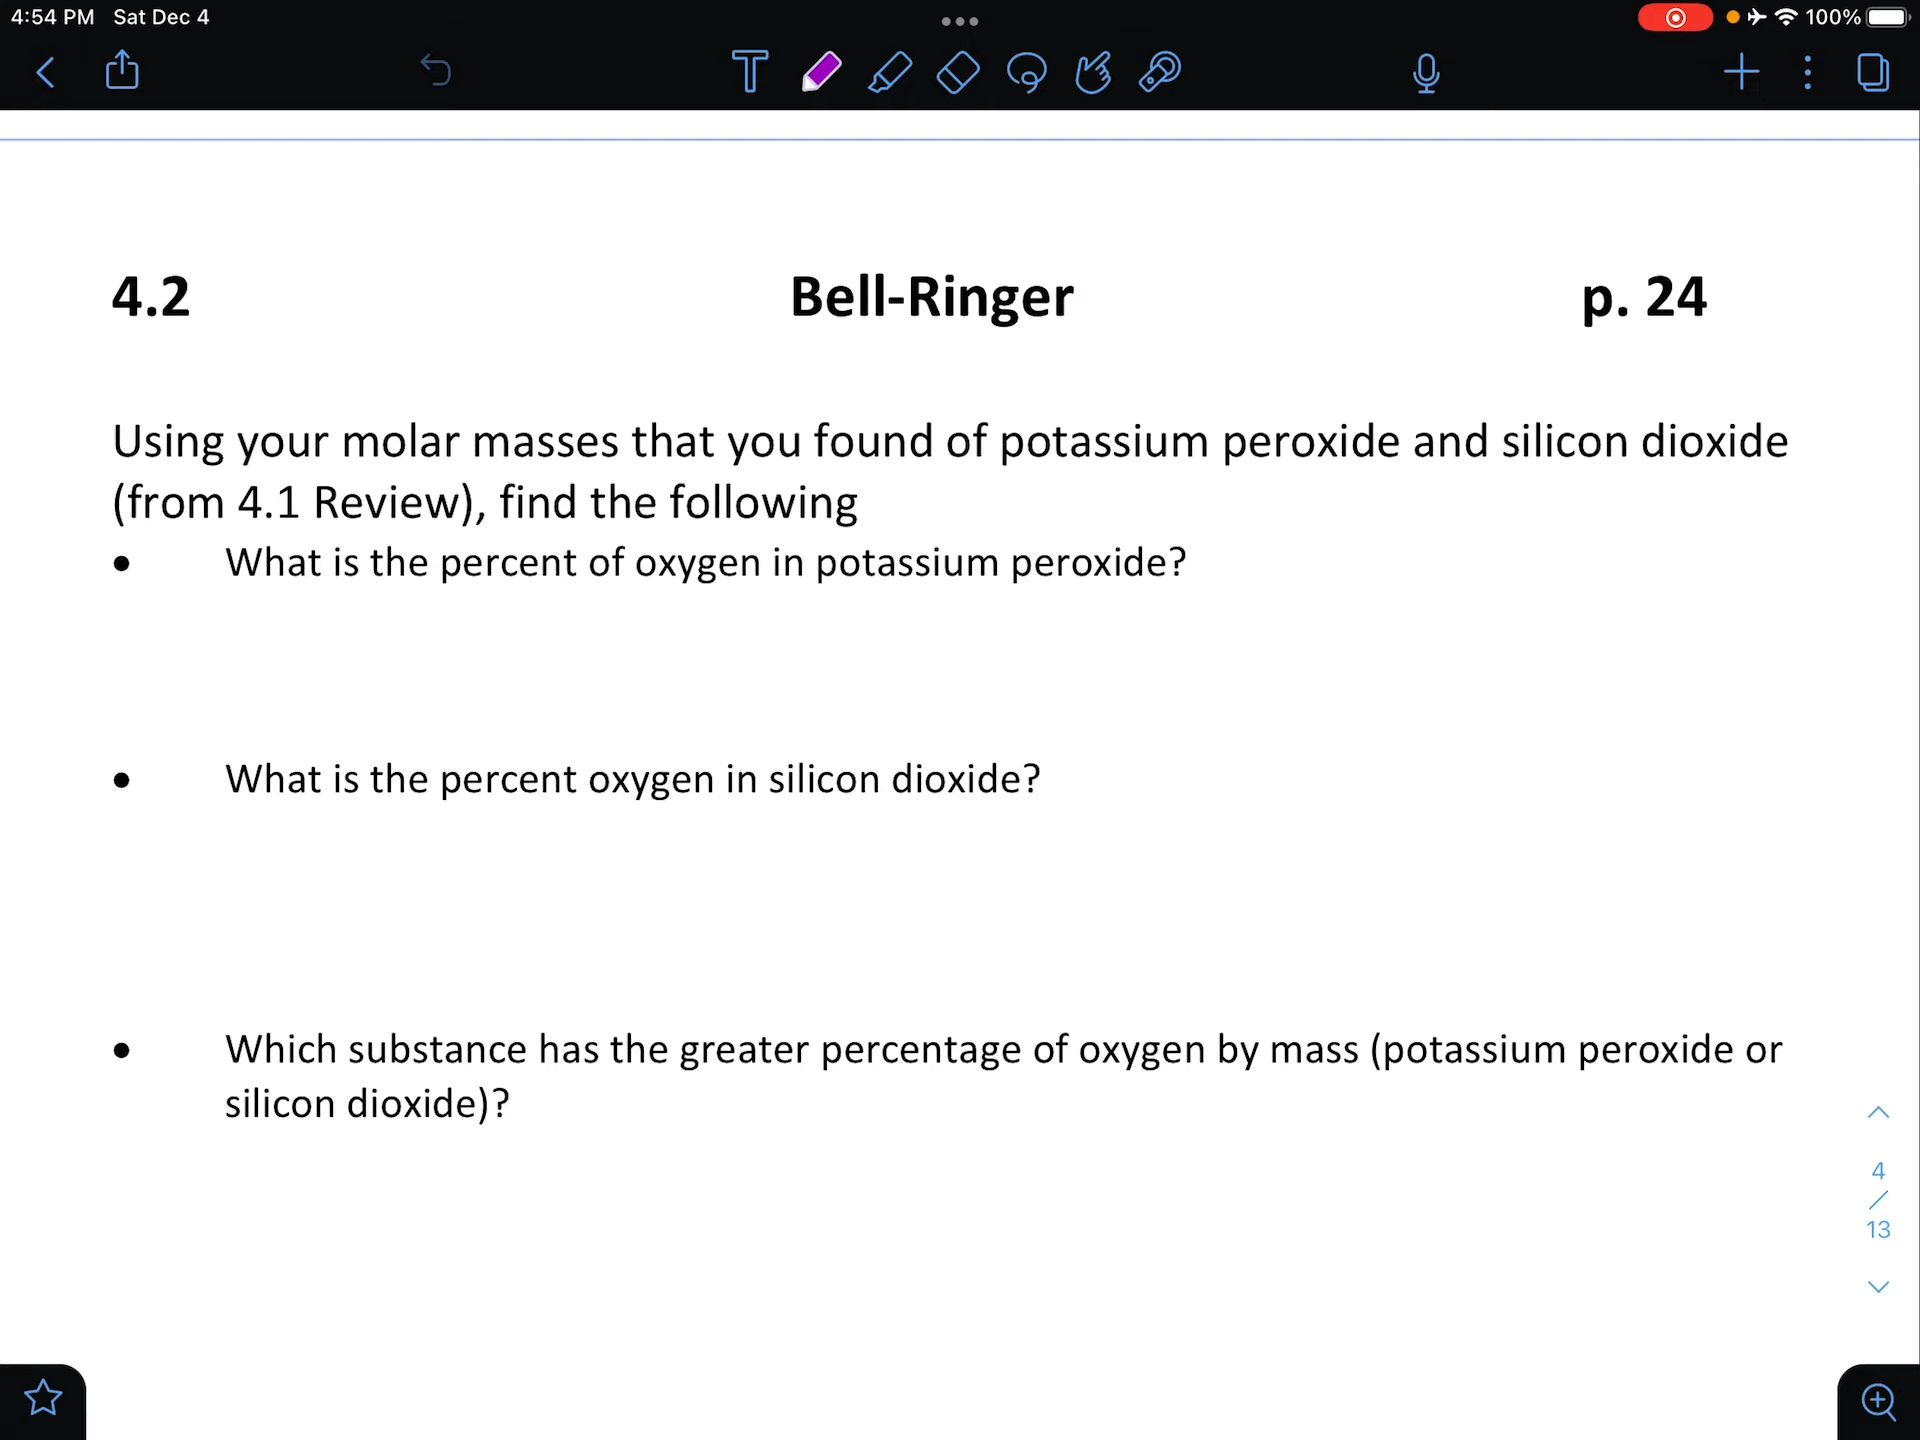 4:54 PM Sat Dec 4
100%
4.2 Bell-Ringer p. 24
Using your molar masses that you found of potassium peroxide and silicon dioxide
(from 4.1 Review), find the following
• What is the percent of oxygen in potassium peroxide?
• What is the percent oxygen in silicon dioxide?
• Which substance has the greater percentage of oxygen by mass (potassium peroxide or
silicon dioxide)?
4
/
13